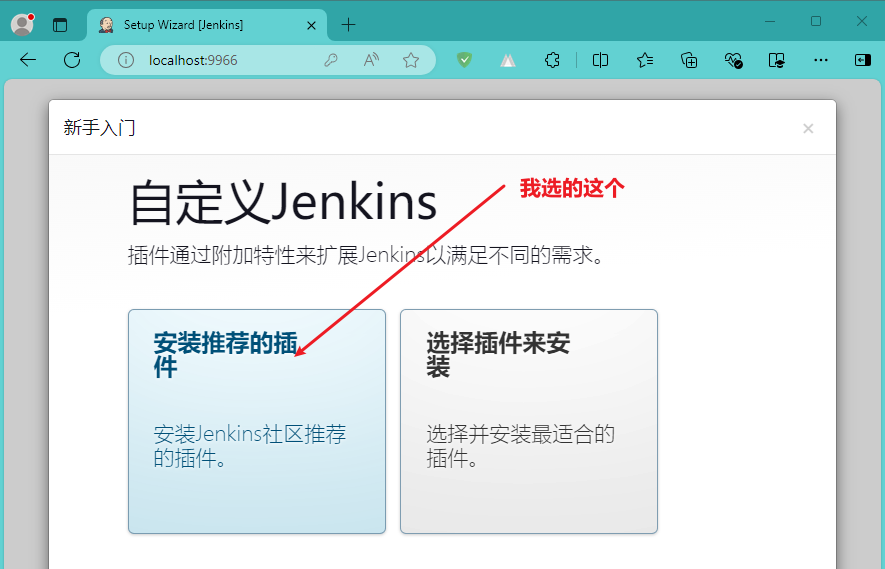 Setup Wizard [Jenkins]
localhost:9966
新手入门
自定义Jenkins
我选的这个
插件通过附加特性来扩展Jenkins以满足不同的需求。
安装推荐的插
件
安装Jenkins社区推荐
的插件。
选择插件来安
装
选择并安装最适合的
插件。